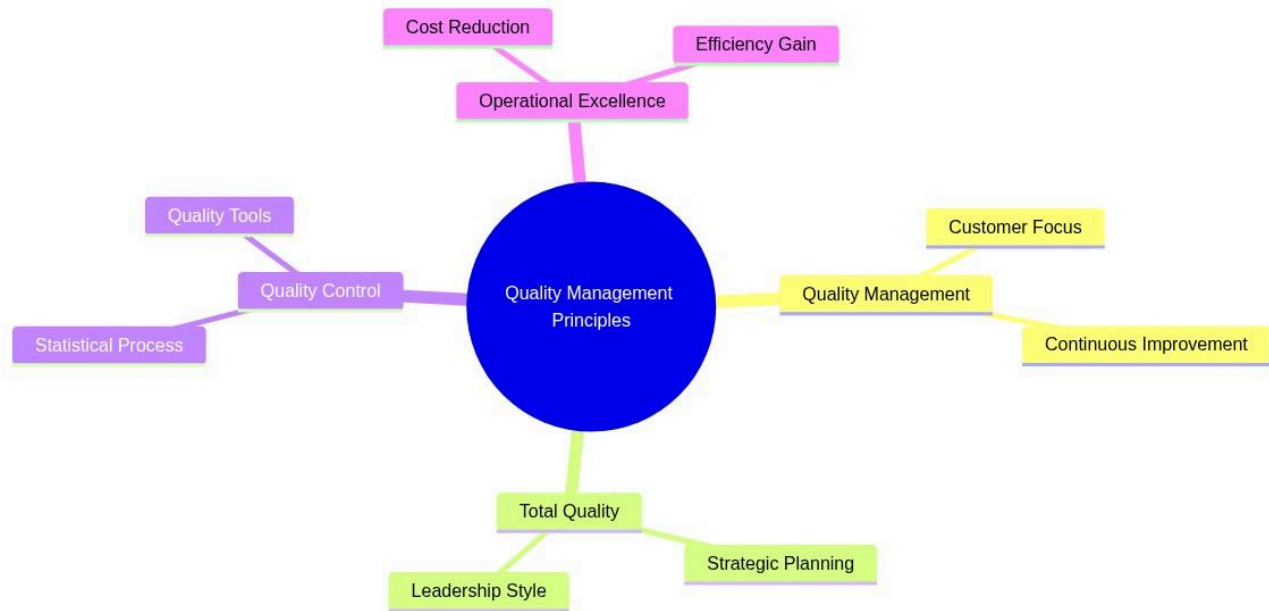 Cost Reduction
Efficiency Gain
Operational Excellence
Quality Tools
Customer Focus
Quality Control
Quality Management
Principles
Quality Management
Statistical Process
Continuous Improvement
Total Quality
Strategic Planning
Leadership Style